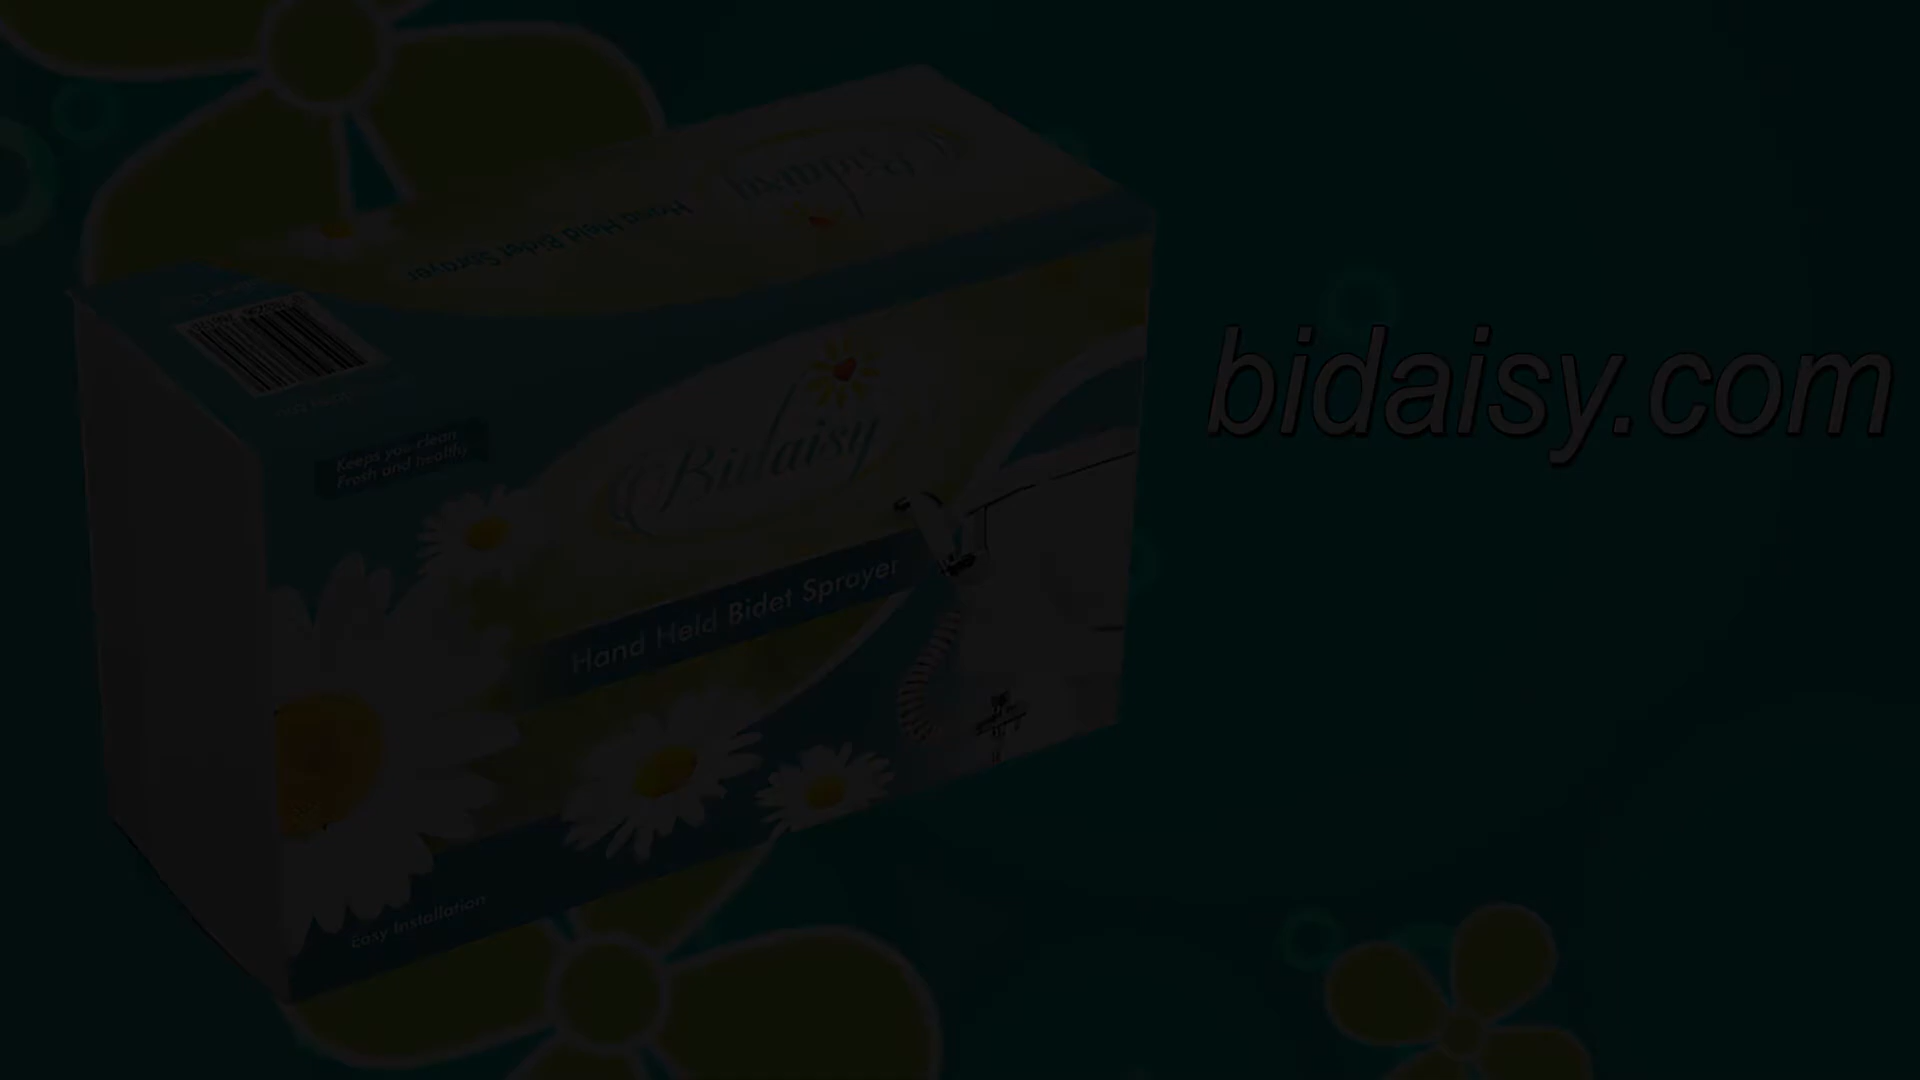 Bidaisy
Hand Held Bidet Sprayer
bidaisy.com
Keeps you clean
Fresh and healthy
Bidaisy
Hand Held Bidet Sprayer
Easy Installation